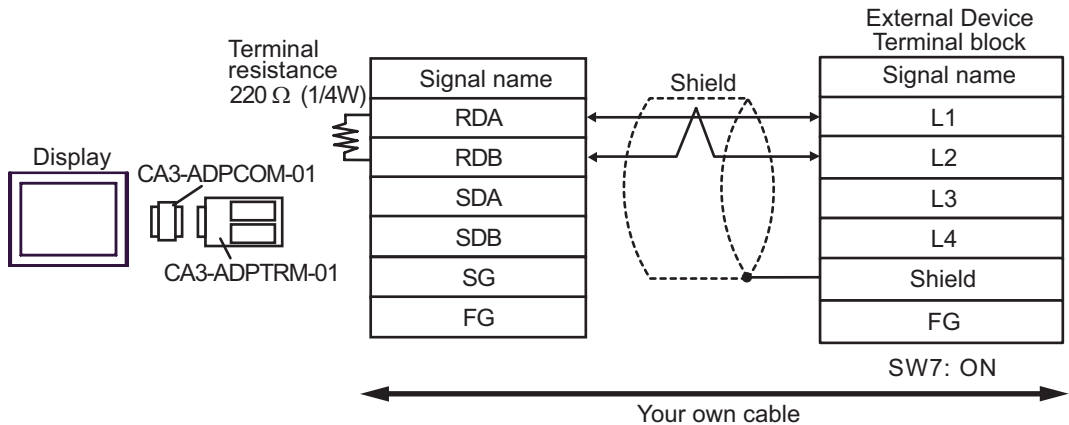 External Device
Terminal block
Terminal
resistance
220 Ω (1/4W)
Signal name
RDA
RDB
SDA
SDB
SG
FG
Shield
Signal name
L1
L2
L3
L4
Shield
FG
SW7: ON
Display
CA3-ADPCOM-01
CA3-ADPTRM-01
Your own cable